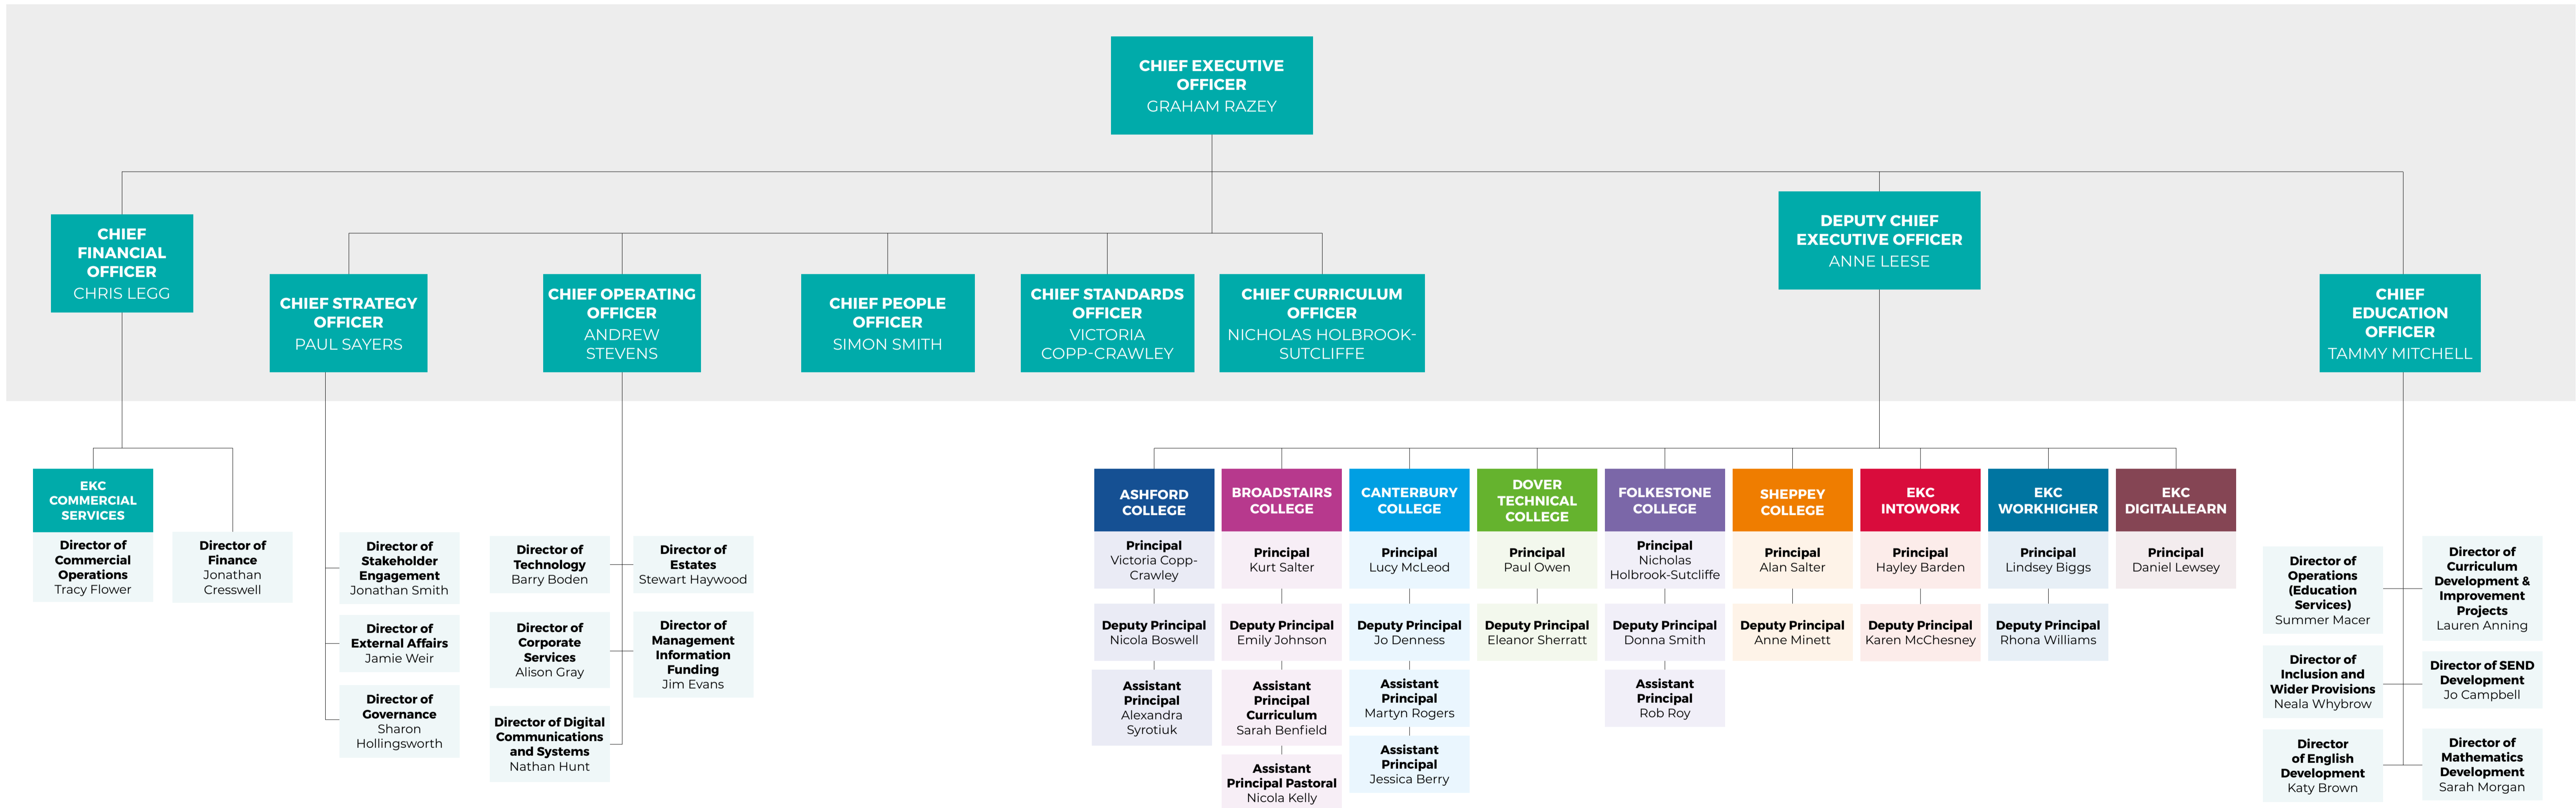 CHIEF EXECUTIVE
OFFICER
GRAHAM RAZEY
CHIEF
FINANCIAL
OFFICER
CHRIS LEGG
CHIEF STRATEGY
OFFICER
PAUL SAYERS
CHIEF OPERATING
OFFICER
ANDREW
STEVENS
CHIEF PEOPLE
OFFICER
SIMON SMITH
CHIEF STANDARDS
OFFICER
VICTORIA
COPP-CRAWLEY
CHIEF CURRICULUM
OFFICER
NICHOLAS HOLBROOK-
SUTCLIFFE
DEPUTY CHIEF
EXECUTIVE OFFICER
ANNE LEESE
CHIEF
EDUCATION
OFFICER
TAMMY MITCHELL
EKC
COMMERCIAL
SERVICES
Director of
Commercial
Operations
Tracy Flower
Director of
Finance
Jonathan
Cresswell
Director of
Stakeholder
Engagement
Jonathan Smith
Director of
External Affairs
Jamie Weir
Director of
Governance
Sharon
Hollingsworth
Director of
Technology
Barry Boden
Director of
Estates
Stewart Haywood
Director of
Corporate
Services
Alison Gray
Director of
Management
Information
Funding
Jim Evans
Director of Digital
Communications
and Systems
Nathan Hunt
ASHFORD
COLLEGE
Principal
Victoria Copp-
Crawley
Deputy Principal
Nicola Boswell
Assistant
Principal
Alexandra
Syrotiuk
BROADSTAIRS
COLLEGE
Principal
Kurt Salter
Deputy Principal
Emily Johnson
Assistant
Principal
Curriculum
Sarah Benfield
Assistant
Principal Pastoral
Nicola Kelly
CANTERBURY
COLLEGE
Principal
Lucy McLeod
Deputy Principal
Jo Denness
Assistant
Principal
Martyn Rogers
Assistant
Principal
Jessica Berry
DOVER
TECHNICAL
COLLEGE
Principal
Paul Owen
Deputy Principal
Eleanor Sherratt
FOLKESTONE
COLLEGE
Principal
Nicholas
Holbrook-Sutcliffe
Deputy Principal
Donna Smith
Assistant
Principal
Rob Roy
SHEPPEY
COLLEGE
Principal
Alan Salter
Deputy Principal
Anne Minett
EKC
INTOWORK
Principal
Hayley Barden
Deputy Principal
Karen McChesney
EKC
WORKHIGHER
Principal
Lindsey Biggs
Deputy Principal
Rhona Williams
EKC
DIGITALLEARN
Principal
Daniel Lewsey
Director of
Operations
(Education
Services)
Summer Macer
Director of
Curriculum
Development &
Improvement
Projects
Lauren Anning
Director of
Inclusion and
Wider Provisions
Neala Whybrow
Director of SEND
Development
Jo Campbell
Director
of English
Development
Katy Brown
Director of
Mathematics
Development
Sarah Morgan